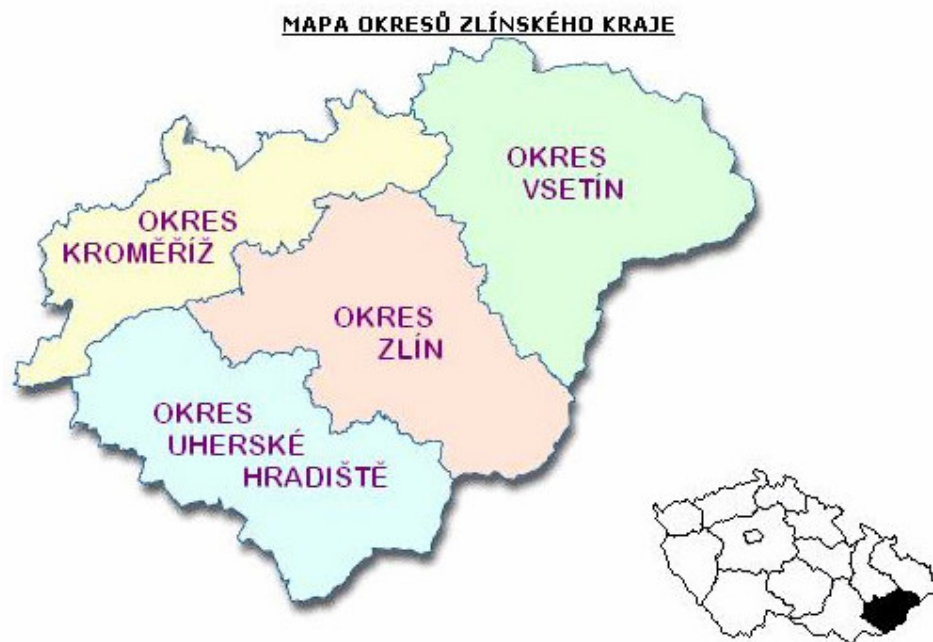 MAPA OKRESŮ ZLÍNSKÉHO KRAJE
OKRES
VSETÍN
OKRES
KROMĚŘÍŽ
OKRES
ZLÍN
OKRES
UHERSKÉ
HRADIŠTĚ